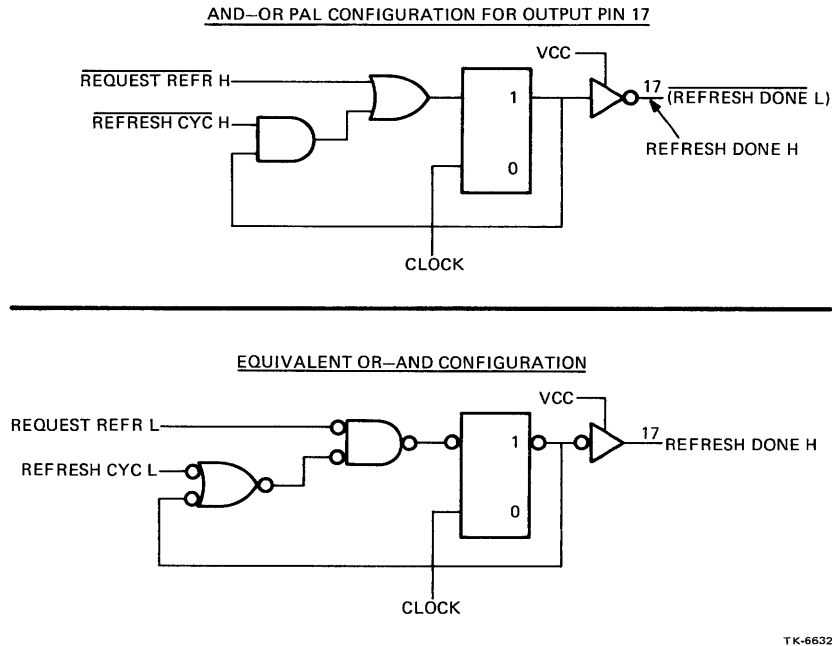 AND–OR PAL CONFIGURATION FOR OUTPUT PIN 17
VCC
REQUEST REFR H
1
17
(REFRESH DONE L)
REFRESH CYC H
REFRESH DONE H
0
CLOCK
EQUIVALENT OR–AND CONFIGURATION
VCC
REQUEST REFR L
1
17
REFRESH DONE H
REFRESH CYC L
0
CLOCK
TK-6632